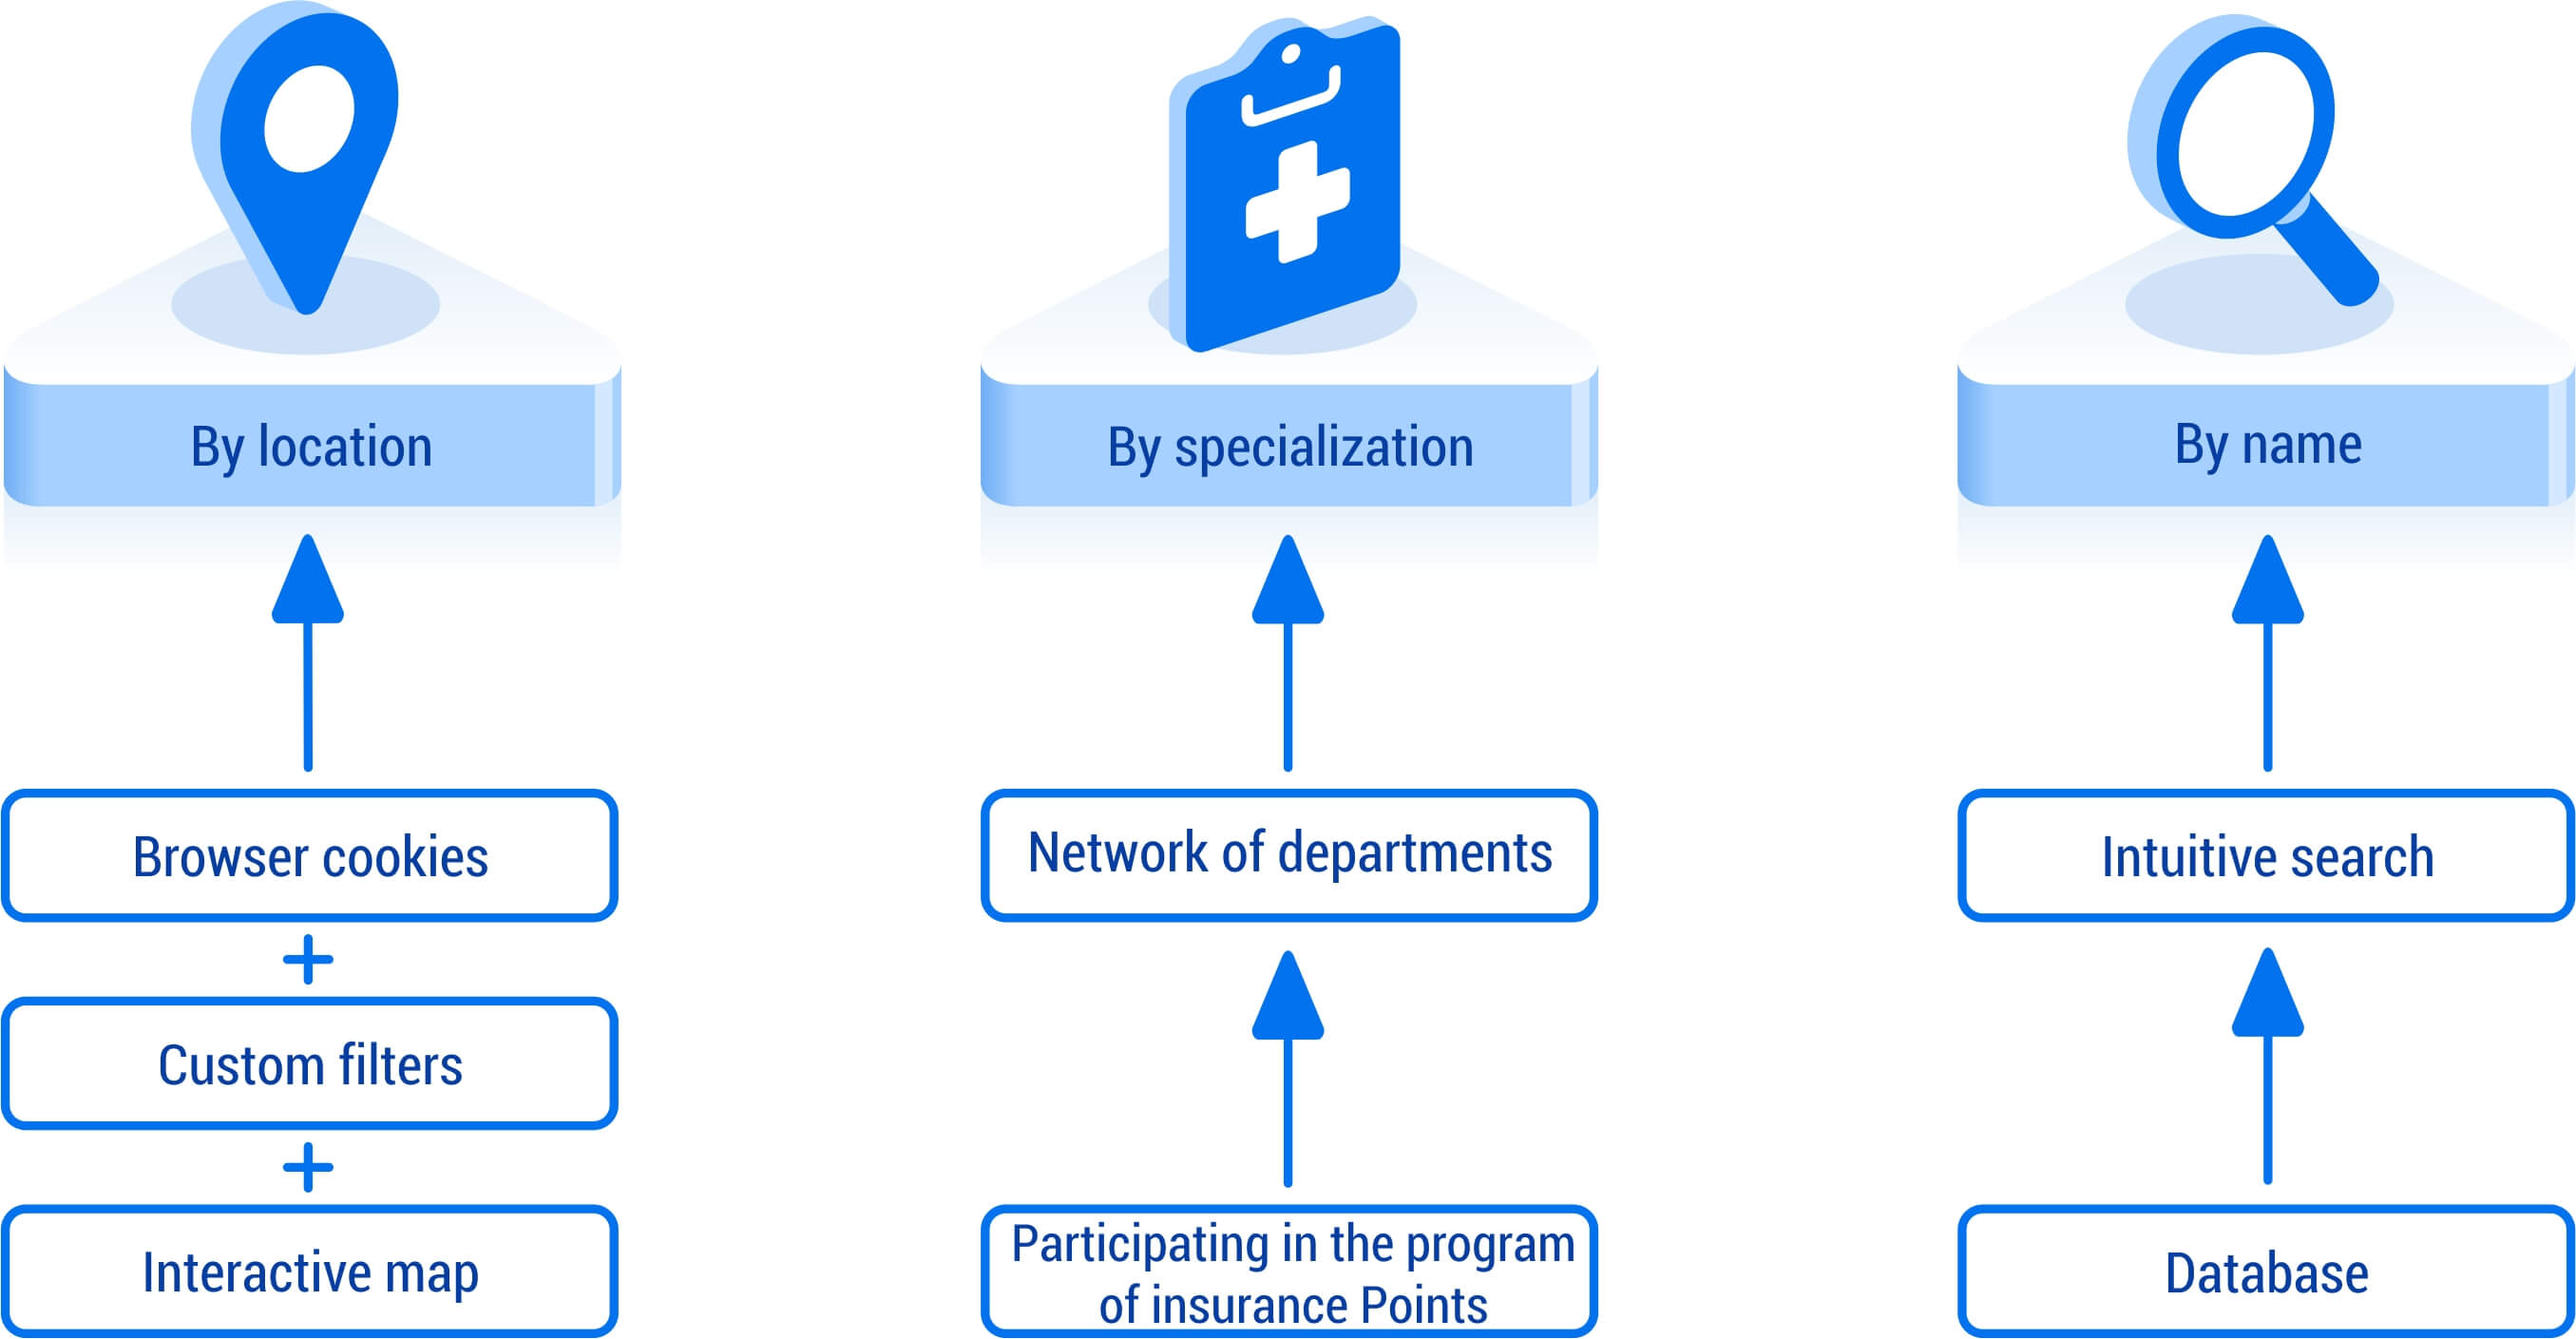 By location
By specialization
By name
Browser cookies
Network of departments
Intuitive search
+
Custom filters
+
Interactive map
Participating in the program
of insurance Points
Database